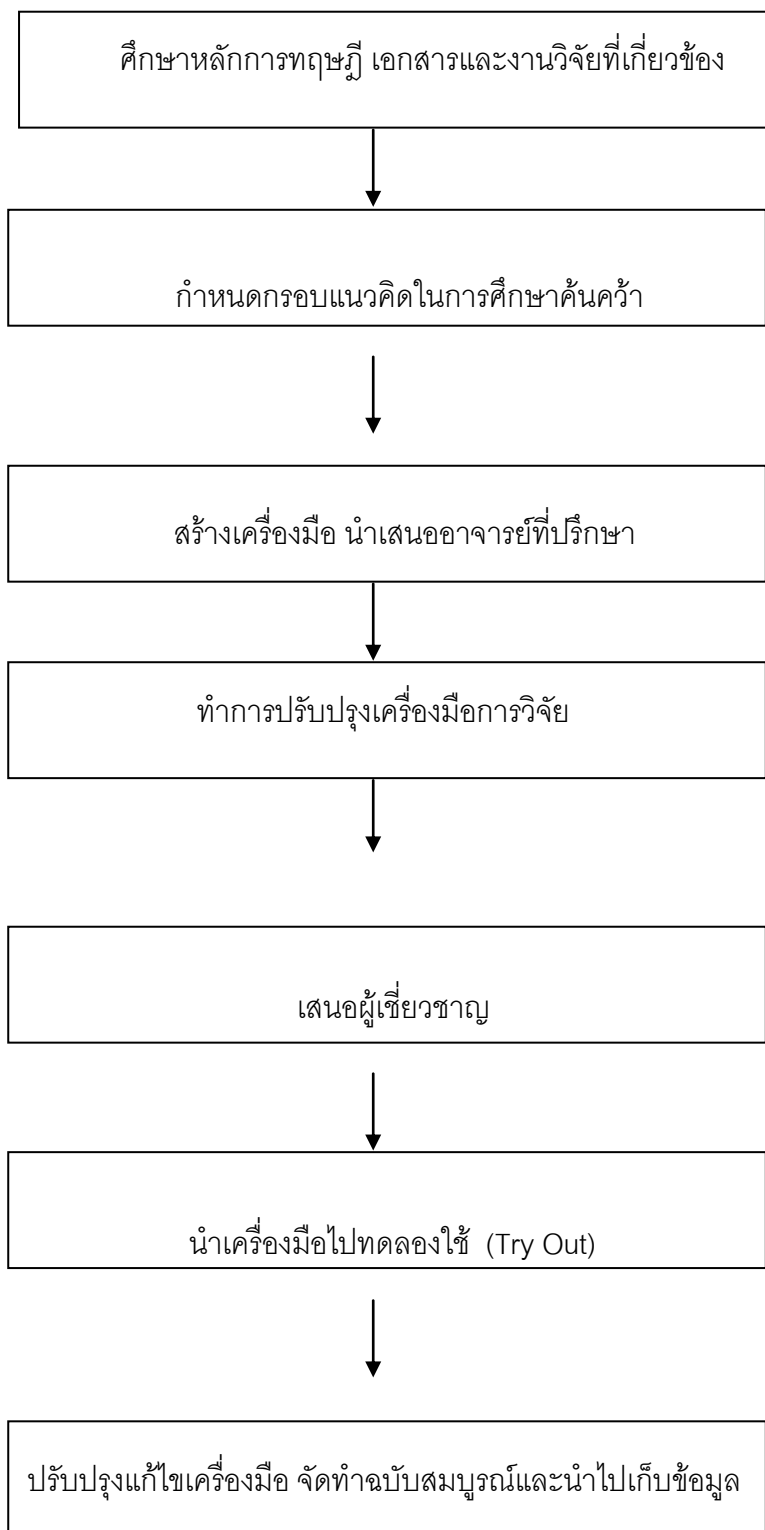 ศึกษาหลักการทฤษฎี เอกสารและงานวิจัยที่เกี่ยวข้อง
กำหนดกรอบแนวคิดในการศึกษาค้นคว้า
สร้างเครื่องมือ นำเสนออาจารย์ที่ปรึกษา
ทำการปรับปรุงเครื่องมือการวิจัย
เสนอผู้เชี่ยวชาญ
นำเครื่องมือไปทดลองใช้ (Try Out)
ปรับปรุงแก้ไขเครื่องมือ จัดทำฉบับสมบูรณ์และนำไปเก็บข้อมูล